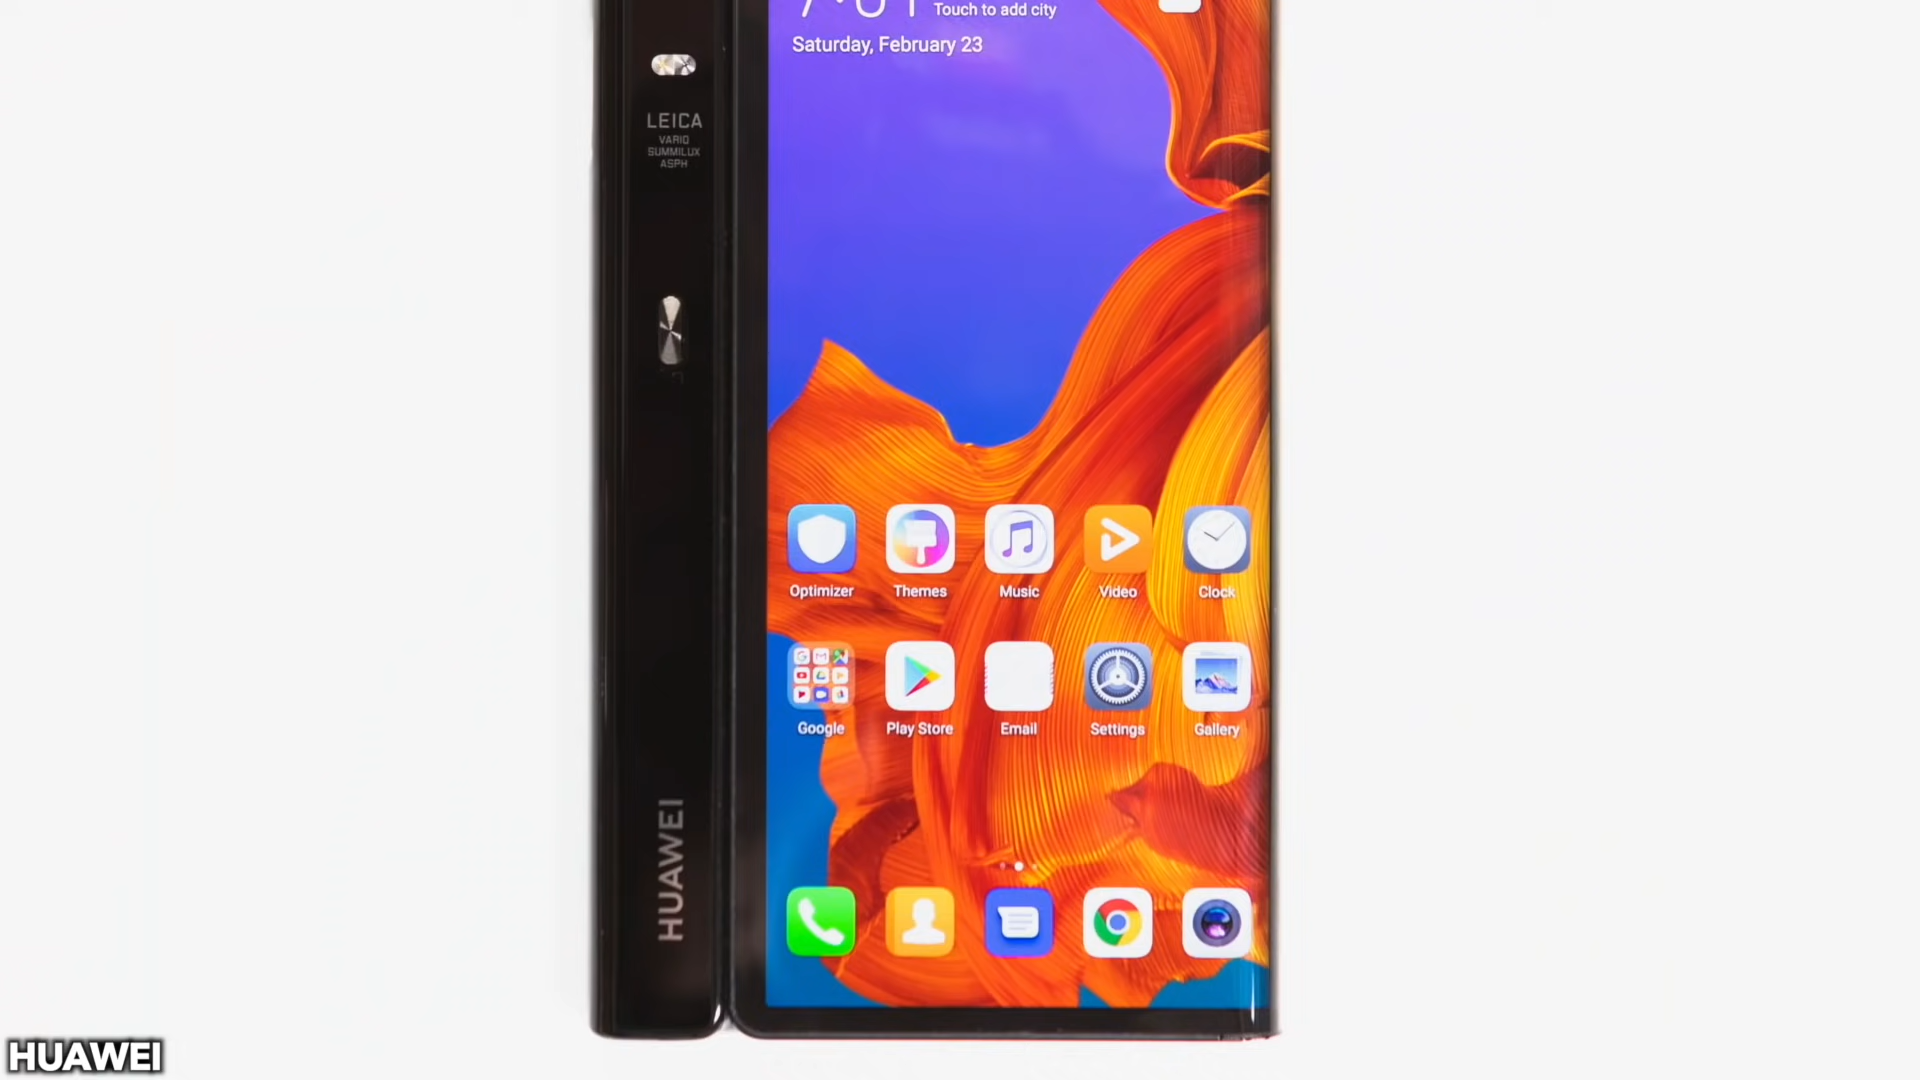 Touch to add city
Saturday, February 23
LEICA
VARIO
SUMMILUX
ASPH
Optimizer
Themes
Music
Video
Clock
Google
Play Store
Email
Settings
Gallery
HUAWEI
HUAWEI